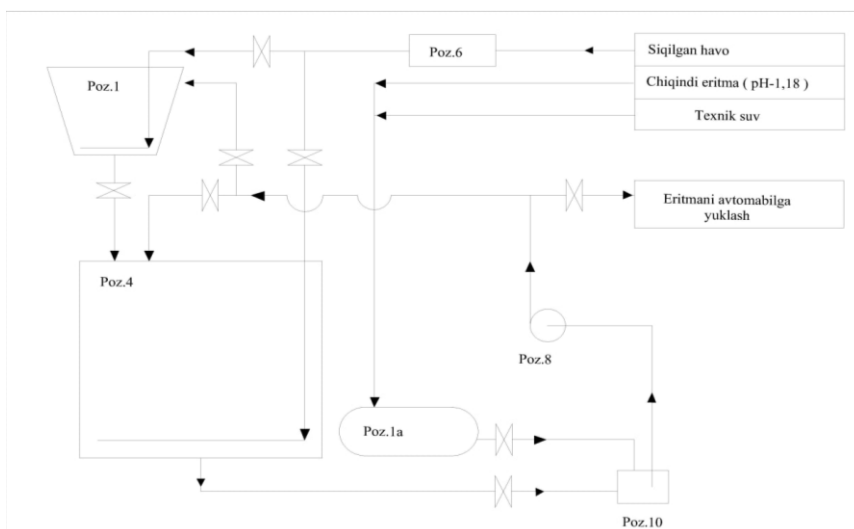 Poz.6
Siqilgan havo
Poz.1
Chiqindi eritma ( pH-1,18 )
Texnik suv
Eritmani avtomabilga
yuklash
Poz.4
Poz.8
Poz.1a
Poz.10